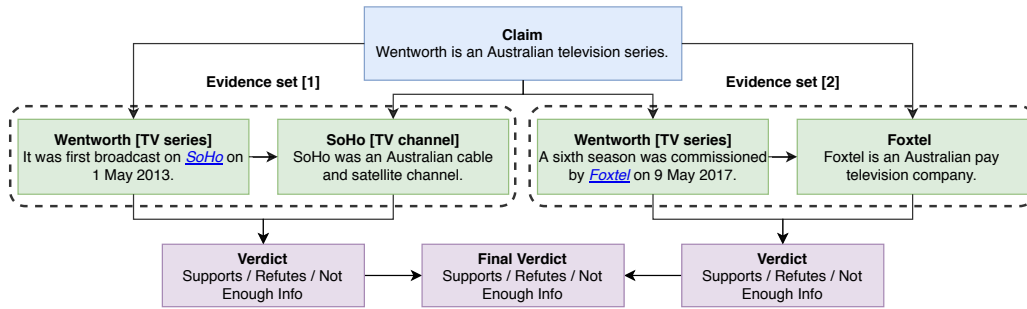 Claim
Wentworth is an Australian television series.
Evidence set [1]
Evidence set [2]
Wentworth [TV series]
It was first broadcast on SoHo on
1 May 2013.
SoHo [TV channel]
SoHo was an Australian cable
and satellite channel.
Wentworth [TV series]
A sixth season was commissioned
by Foxtel on 9 May 2017.
Foxtel
Foxtel is an Australian pay
television company.
Verdict
Supports / Refutes / Not
Enough Info
Final Verdict
Supports / Refutes / Not
Enough Info
Verdict
Supports / Refutes / Not
Enough Info